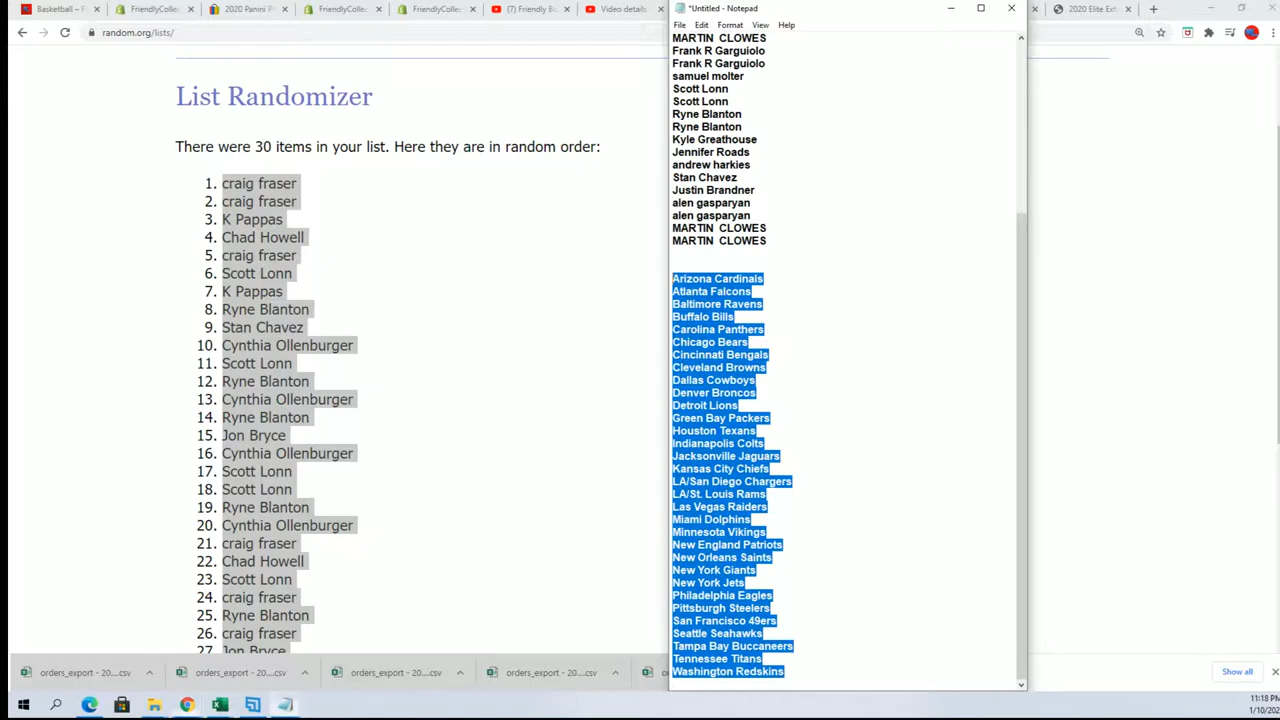 Basketball – F
FriendlyCollec
2020 Panini P
FriendlyCollec
FriendlyCollec
(7) Friendly Bo
Video details
2020 Elite Ext
random.org/lists/
List Randomizer
There were 30 items in your list. Here they are in random order:
1. craig fraser
2. craig fraser
3. K Pappas
4. Chad Howell
5. craig fraser
6. Scott Lonn
7. K Pappas
8. Ryne Blanton
9. Stan Chavez
10. Cynthia Ollenburger
11. Scott Lonn
12. Ryne Blanton
13. Cynthia Ollenburger
14. Ryne Blanton
15. Jon Bryce
16. Cynthia Ollenburger
17. Scott Lonn
18. Scott Lonn
19. Ryne Blanton
20. Cynthia Ollenburger
21. craig fraser
22. Chad Howell
23. Scott Lonn
24. craig fraser
25. Ryne Blanton
26. craig fraser
27. Jon Bryce
*Untitled - Notepad
File Edit Format View Help
MARTIN CLOWES
Frank R Garguiolo
Frank R Garguiolo
samuel molter
Scott Lonn
Scott Lonn
Ryne Blanton
Ryne Blanton
Kyle Greathouse
Jennifer Roads
andrew harkies
Stan Chavez
Justin Brandner
alen gasparyan
alen gasparyan
MARTIN CLOWES
MARTIN CLOWES
Arizona Cardinals
Atlanta Falcons
Baltimore Ravens
Buffalo Bills
Carolina Panthers
Chicago Bears
Cincinnati Bengals
Cleveland Browns
Dallas Cowboys
Denver Broncos
Detroit Lions
Green Bay Packers
Houston Texans
Indianapolis Colts
Jacksonville Jaguars
Kansas City Chiefs
LA/San Diego Chargers
LA/St. Louis Rams
Las Vegas Raiders
Miami Dolphins
Minnesota Vikings
New England Patriots
New Orleans Saints
New York Giants
New York Jets
Philadelphia Eagles
Pittsburgh Steelers
San Francisco 49ers
Seattle Seahawks
Tampa Bay Buccaneers
Tennessee Titans
Washington Redskins
orders_export - 20....csv
orders_export - 20....csv
orders_export - 20....csv
orders_export - 20....csv
Show all
11:18 PM
1/10/202